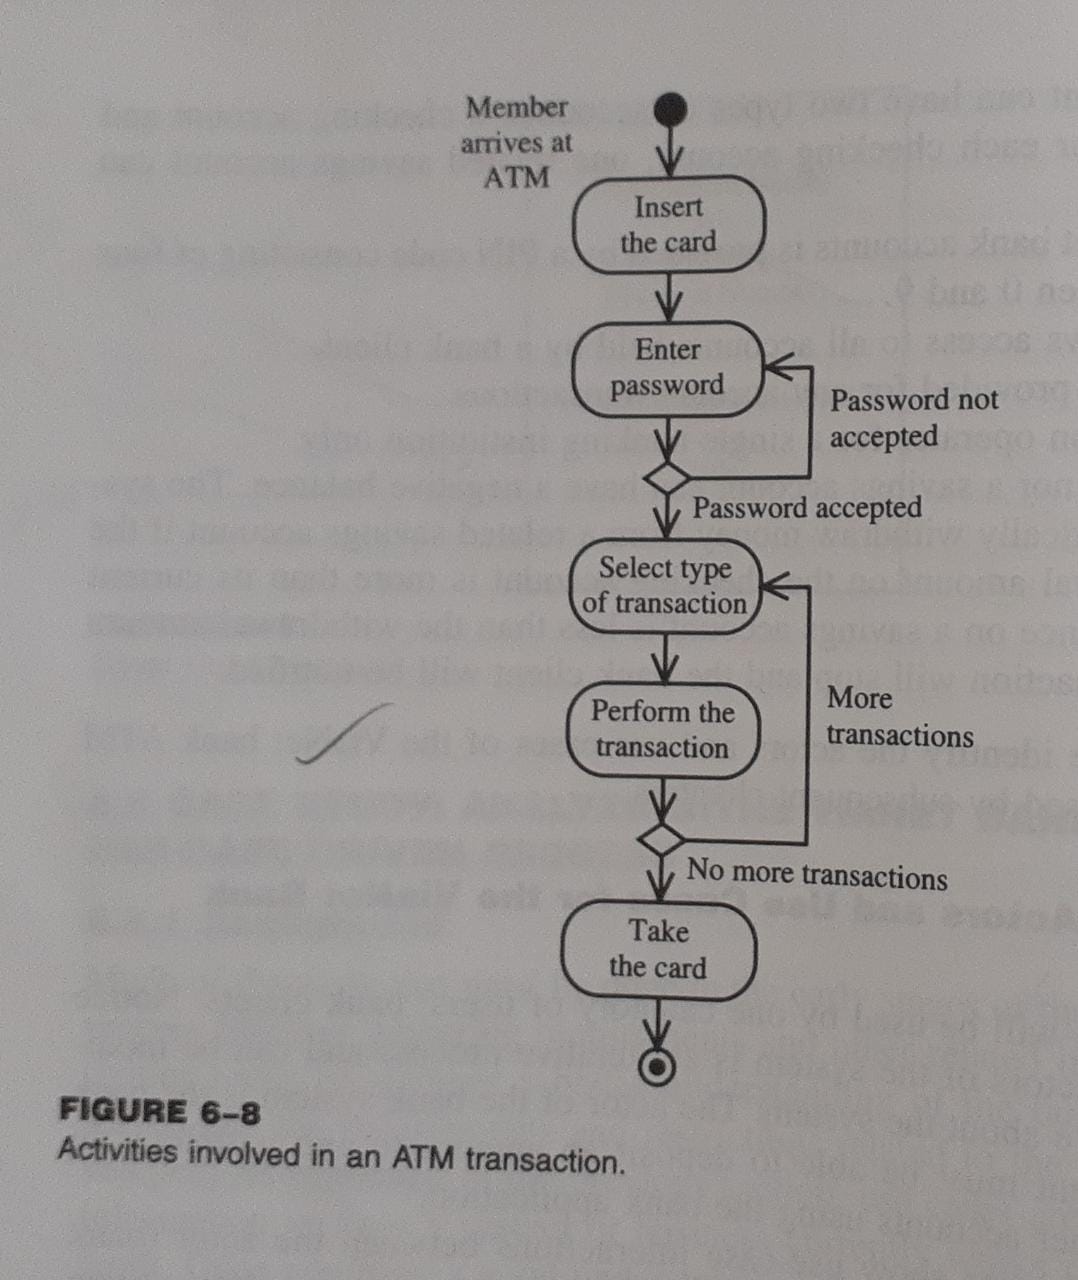 Member
arrives at
ATM
Insert
the card
Enter
password
Password not
accepted
Password accepted
Select type
of transaction
Perform the
transaction
More
transactions
No more transactions
Take
the card
FIGURE 6–8
Activities involved in an ATM transaction.